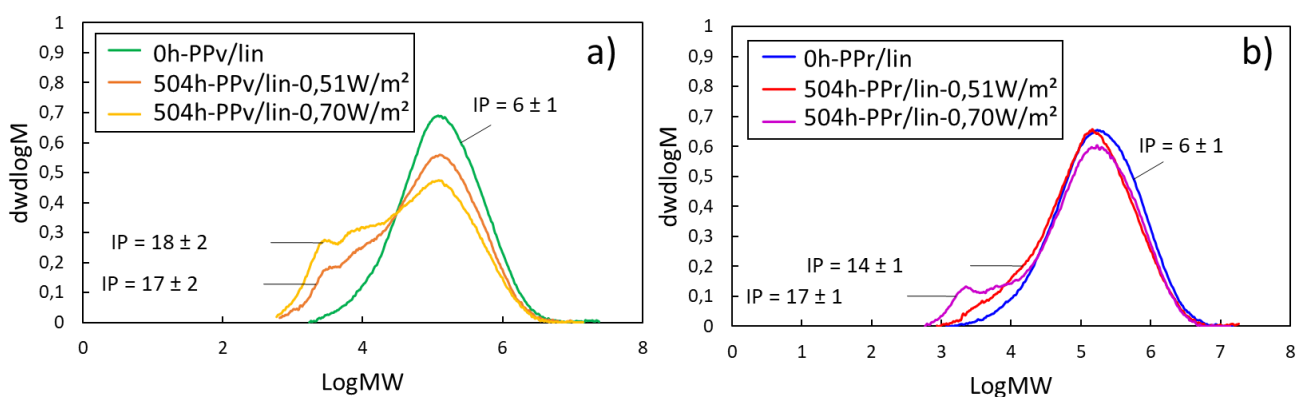 a)
0h-PPv/lin
504h-PPv/lin-0,51W/m²
504h-PPv/lin-0,70W/m²
IP = 6 ± 1
IP = 18 ± 2
IP = 17 ± 2
dwdlogM
1
0,9
0,8
0,7
0,6
0,5
0,4
0,3
0,2
0,1
0
0 2 4 6 8
LogMW
b)
0h-PPr/lin
504h-PPr/lin-0,51W/m²
504h-PPr/lin-0,70W/m²
IP = 6 ± 1
IP = 14 ± 1
IP = 17 ± 1
dwdlogM
1
0,9
0,8
0,7
0,6
0,5
0,4
0,3
0,2
0,1
0
0 1 2 3 4 5 6 7 8
LogMW